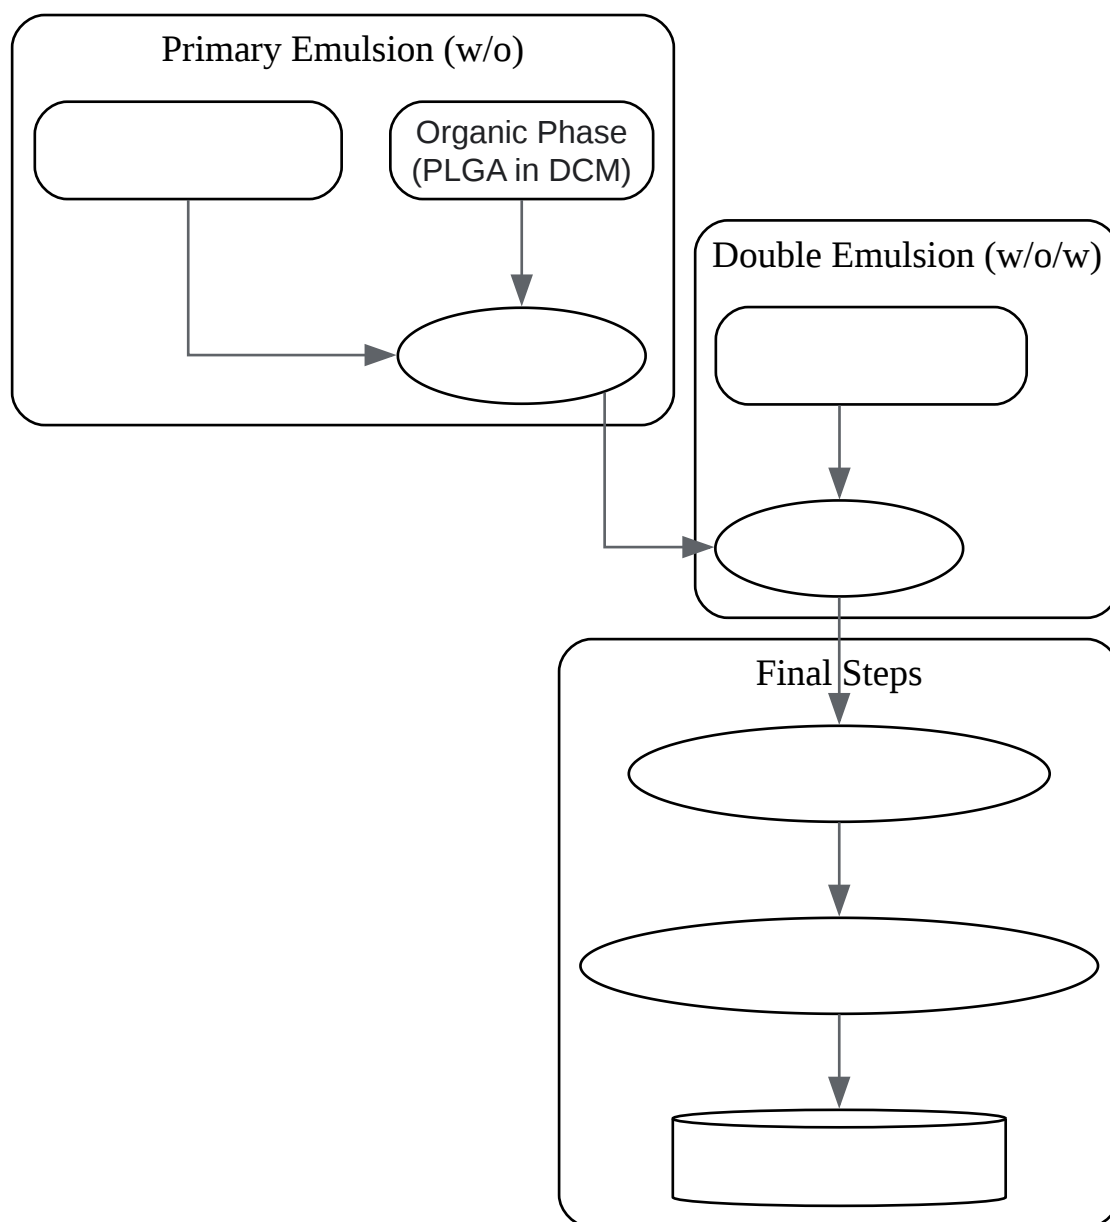 Primary Emulsion (w/o)
Organic Phase
(PLGA in DCM)
Double Emulsion (w/o/w)
Final Steps